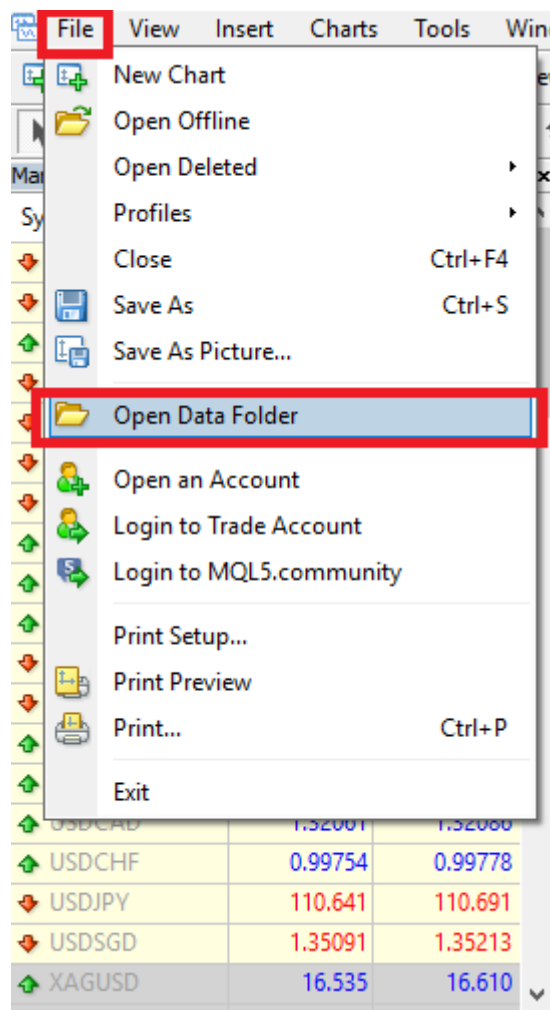 File View Insert Charts Tools
New Chart
Open Offline
Open Deleted
Profiles
Close Ctrl+F4
Save As Ctrl+S
Save As Picture...
Open Data Folder
Open an Account
Login to Trade Account
Login to MQL5.community
Print Setup...
Print Preview
Print... Ctrl+P
Exit
USDCAD 1.32061 1.32086
USDCHF 0.99754 0.99778
USDJPY 110.641 110.691
USDSGD 1.35091 1.35213
XAGUSD 16.535 16.610